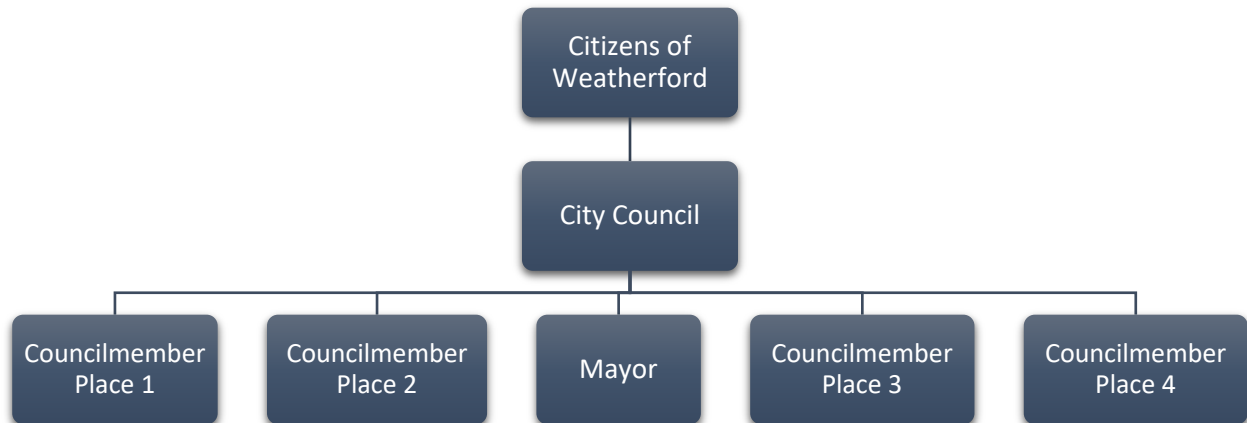 Citizens of
Weatherford
City Council
Councilmember
Place 1
Councilmember
Place 2
Mayor
Councilmember
Place 3
Councilmember
Place 4